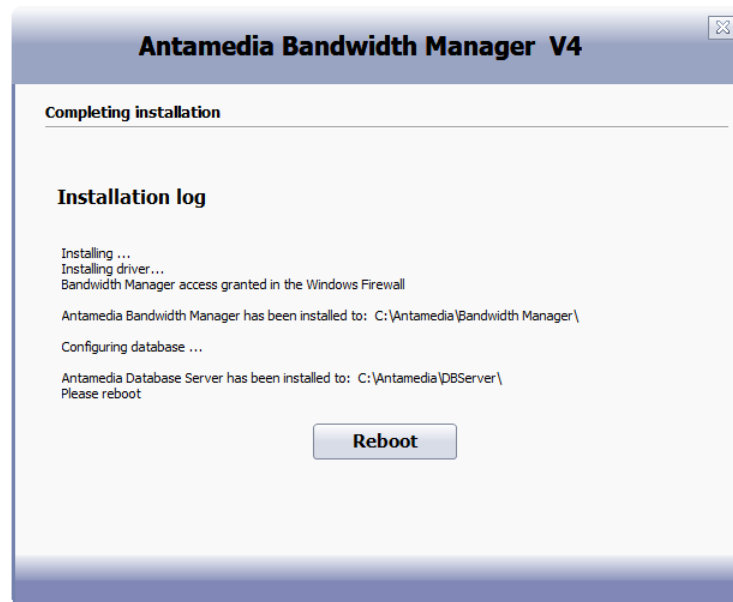 Antamedia Bandwidth Manager V4
Completing installation
Installation log
Installing ...
Installing driver...
Bandwidth Manager access granted in the Windows Firewall
Antamedia Bandwidth Manager has been installed to: C:\Antamedia\Bandwidth Manager\
Configuring database ...
Antamedia Database Server has been installed to: C:\Antamedia\DBServer\
Please reboot
Reboot